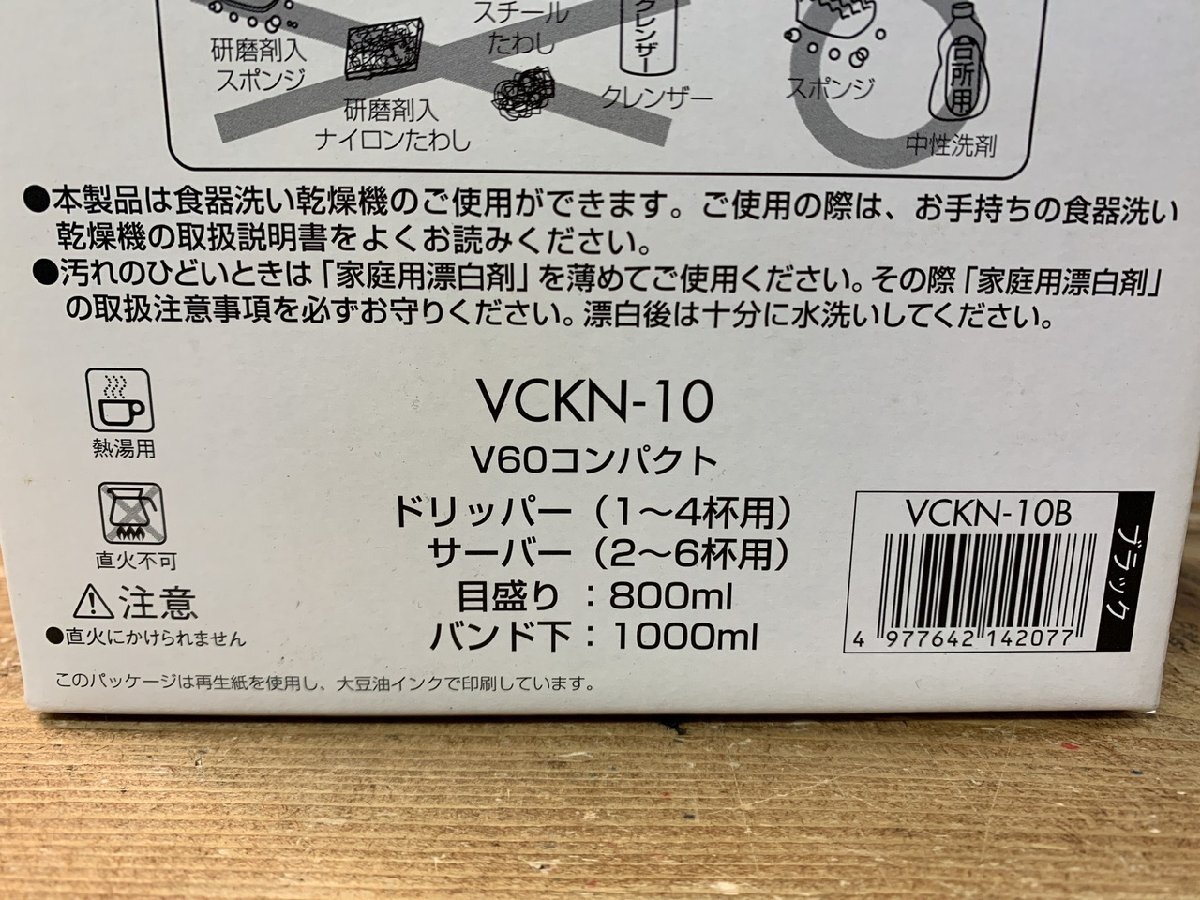 研磨剤入
スポンジ
スチール
たわし
クレンザー
研磨剤入
ナイロンたわし
クレンザー
スポンジ
台所用
中性洗剤
●本製品は食器洗い乾燥機のご使用ができます。ご使用の際は、お手持ちの食器洗い
乾燥機の取扱説明書をよくお読みください。
●汚れのひどいときは「家庭用漂白剤」を薄めてご使用ください。その際「家庭用漂白剤」
の取扱注意事項を必ずお守りください。漂白後は十分に水洗いしてください。
熱湯用
直火不可
注意
●直火にかけられません
VCKN-10
V60コンパクト
ドリッパー（1〜4杯用）
サーバー（2〜6杯用）
目盛り：800ml
バンド下：1000ml
VCKN-10B
4 977642 142077
ブラック
このパッケージは再生紙を使用し、大豆油インクで印刷しています。